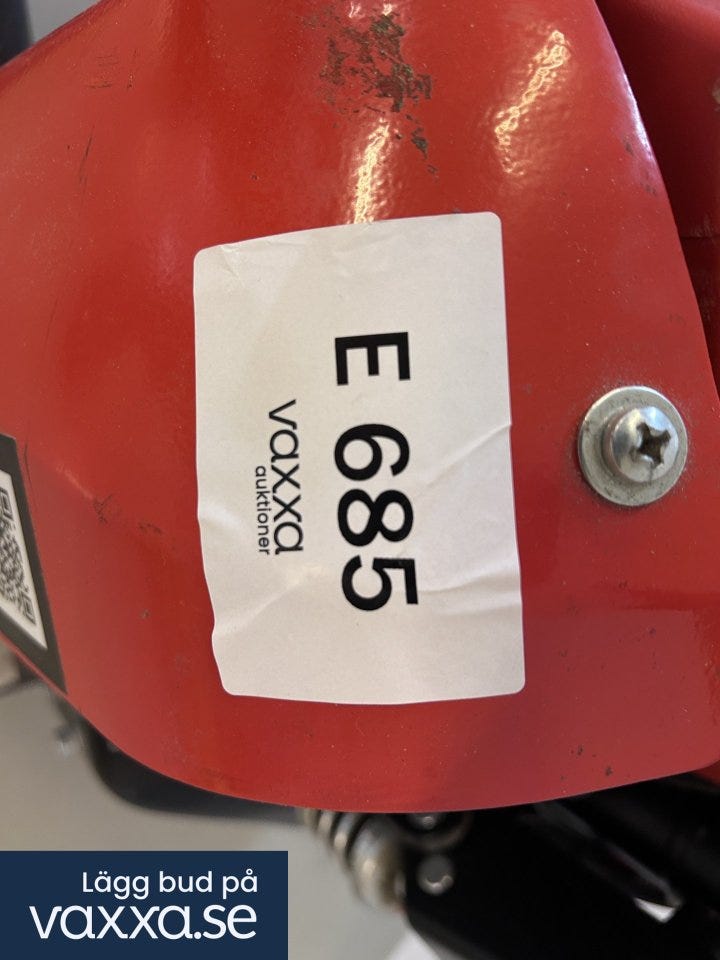 E 685
vaxxa
auktioner
Lägg bud på
vaxxa.se